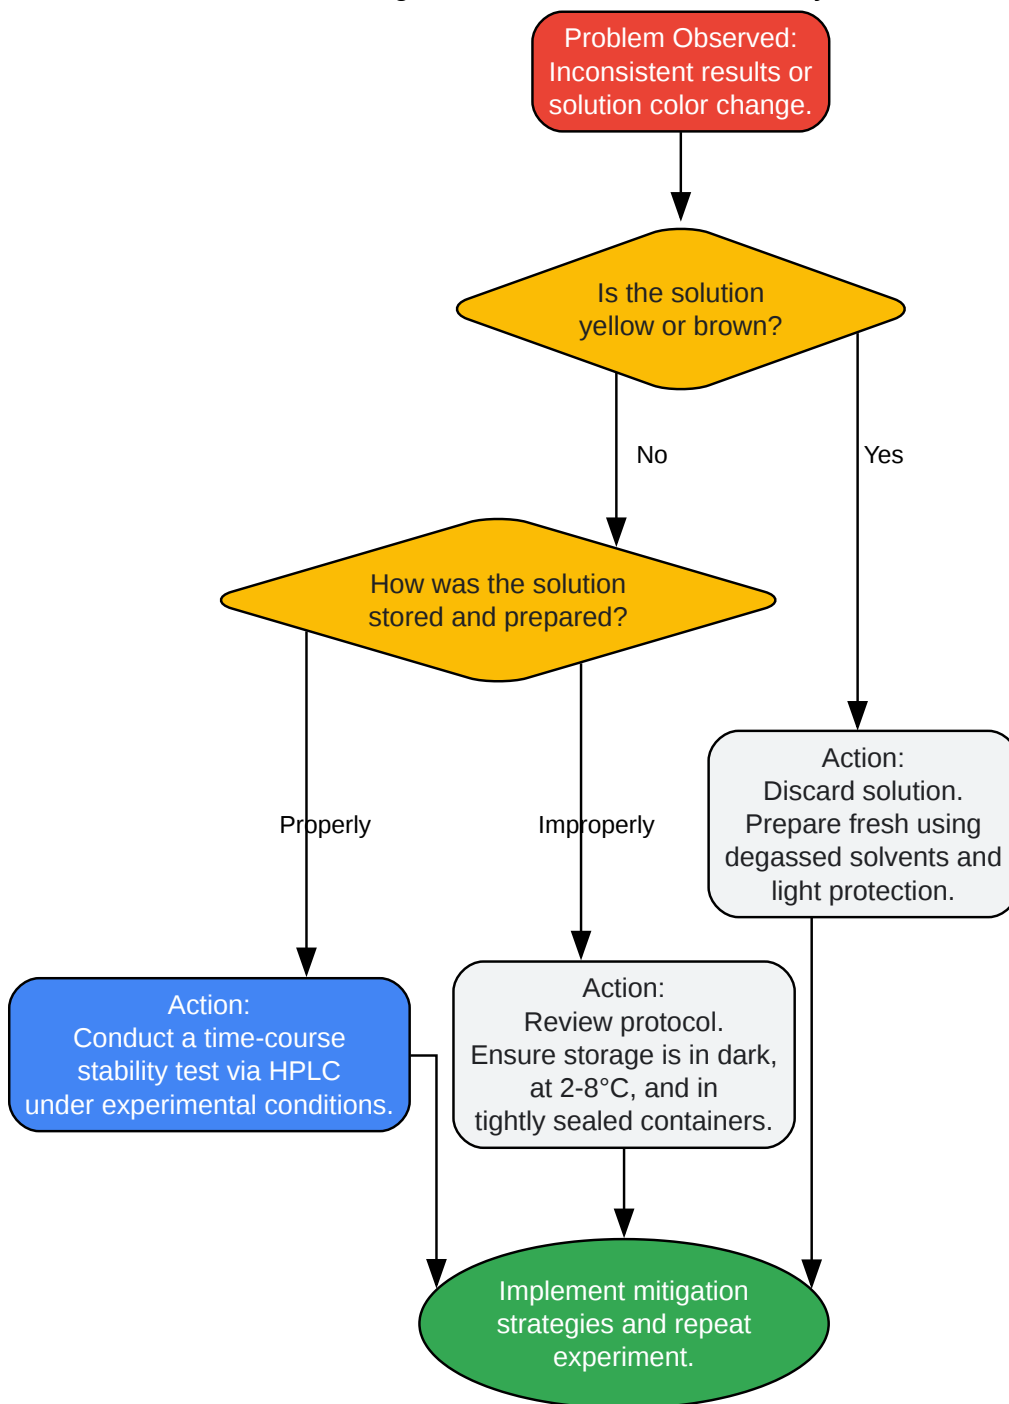 Problem Observed:
Inconsistent results or
solution color change.
Is the solution
yellow or brown?
No
Yes
How was the solution
stored and prepared?
Properly
Improperly
Action:
Discard solution.
Prepare fresh using
degassed solvents and
light protection.
Action:
Conduct a time-course
stability test via HPLC
under experimental conditions.
Action:
Review protocol.
Ensure storage is in dark,
at 2-8°C, and in
tightly sealed containers.
Implement mitigation
strategies and repeat
experiment.